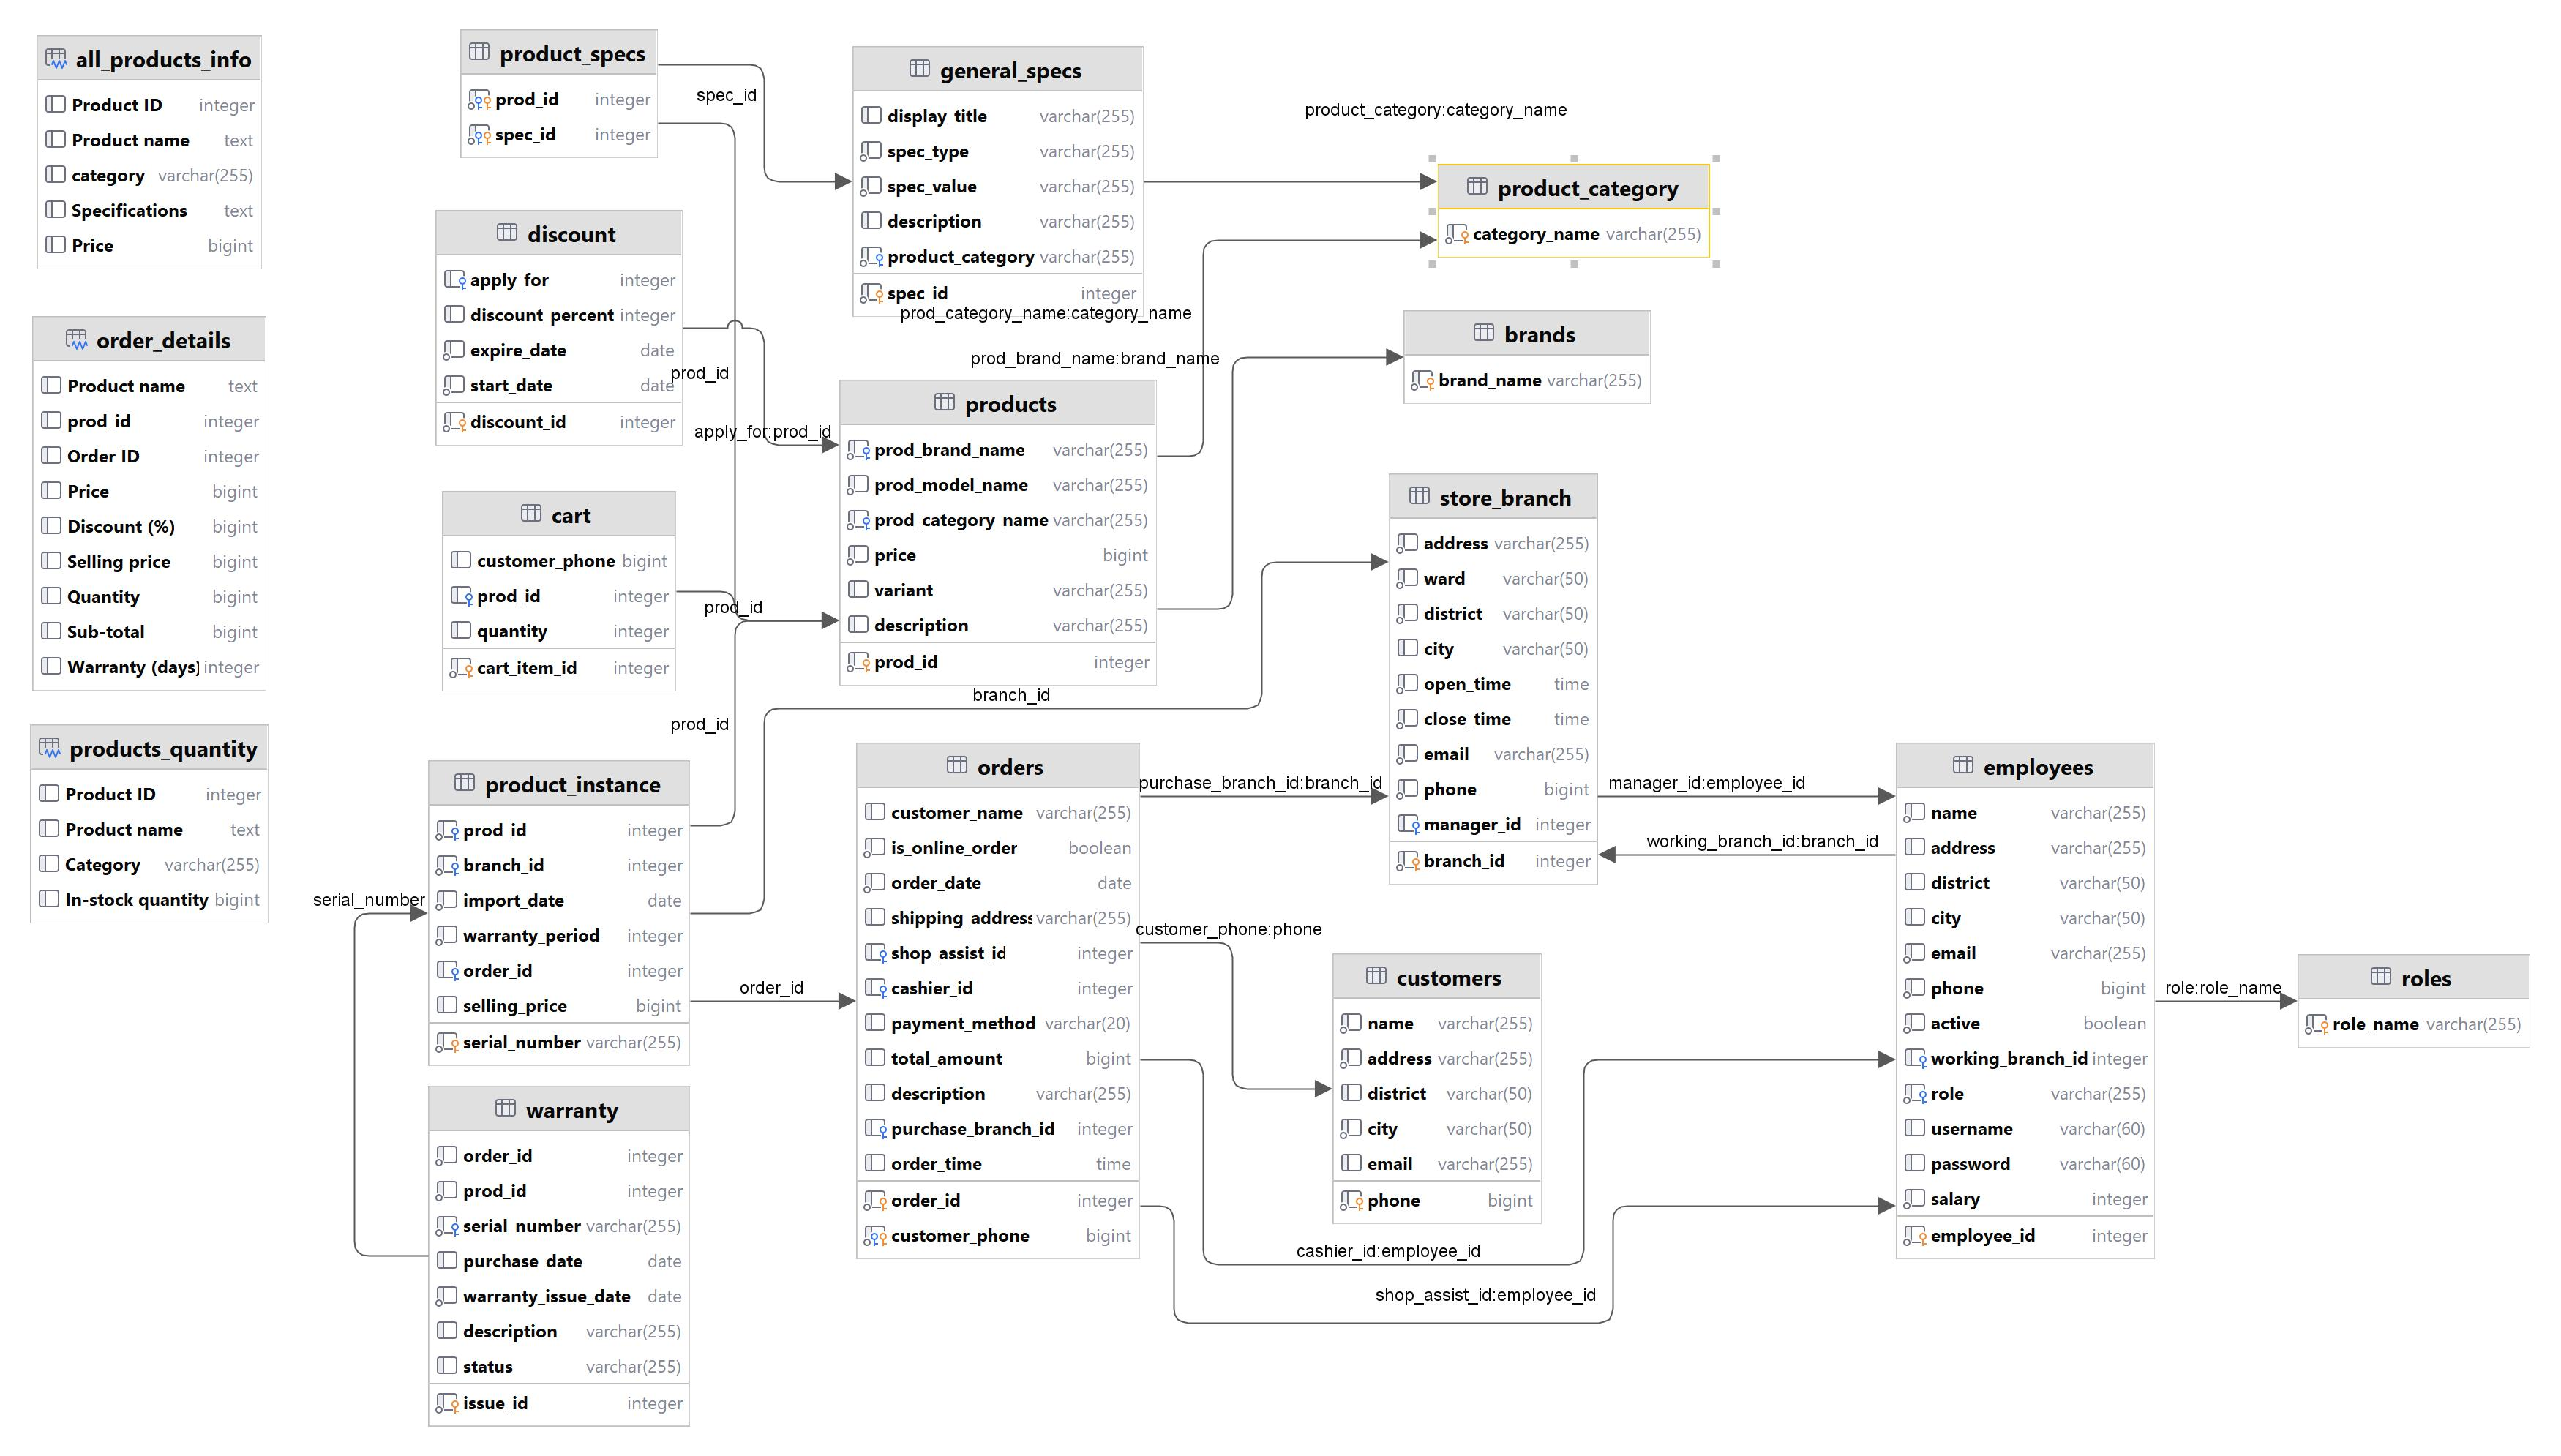 all_products_info
Product ID integer
Product name text
category varchar(255)
Specifications text
Price bigint
order_details
Product name text
prod_id integer
Order ID integer
Price bigint
Discount (%) bigint
Selling price bigint
Quantity bigint
Sub-total bigint
Warranty (days) integer
products_quantity
Product ID integer
Product name text
Category varchar(255)
In-stock quantity bigint
product_specs
prod_id integer
spec_id integer
spec_id
discount
apply_for integer
discount_percent integer
expire_date date
start_date date
discount_id integer
prod_id
apply_for:prod_id
cart
customer_phone bigint
prod_id integer
quantity integer
cart_item_id integer
prod_id
prod_id
product_instance
prod_id integer
branch_id integer
import_date date
warranty_period integer
order_id integer
selling_price bigint
serial_number varchar(255)
serial_number
order_id
warranty
order_id integer
prod_id integer
serial_number varchar(255)
purchase_date date
warranty_issue_date date
description varchar(255)
status varchar(255)
issue_id integer
general_specs
display_title varchar(255)
spec_type varchar(255)
spec_value varchar(255)
description varchar(255)
product_category varchar(255)
spec_id integer
product_category:category_name
prod_category_name:category_name
prod_brand_name:brand_name
products
prod_brand_name varchar(255)
prod_model_name varchar(255)
prod_category_name varchar(255)
price bigint
variant varchar(255)
description varchar(255)
prod_id integer
branch_id
orders
customer_name varchar(255)
is_online_order boolean
order_date date
shipping_address varchar(255)
shop_assist_id integer
cashier_id integer
payment_method varchar(20)
total_amount bigint
description varchar(255)
purchase_branch_id integer
order_time time
order_id integer
customer_phone bigint
purchase_branch_id:branch_id
customer_phone:phone
cashier_id:employee_id
shop_assist_id:employee_id
product_category
category_name varchar(255)
brands
brand_name varchar(255)
store_branch
address varchar(255)
ward varchar(50)
district varchar(50)
city varchar(50)
open_time time
close_time time
email varchar(255)
phone bigint
manager_id integer
branch_id integer
manager_id:employee_id
working_branch_id:branch_id
customers
name varchar(255)
address varchar(255)
district varchar(50)
city varchar(50)
email varchar(255)
phone bigint
employees
name varchar(255)
address varchar(255)
district varchar(50)
city varchar(50)
email varchar(255)
phone bigint
active boolean
working_branch_id integer
role varchar(255)
username varchar(60)
password varchar(60)
salary integer
employee_id integer
role:role_name
roles
role_name varchar(255)